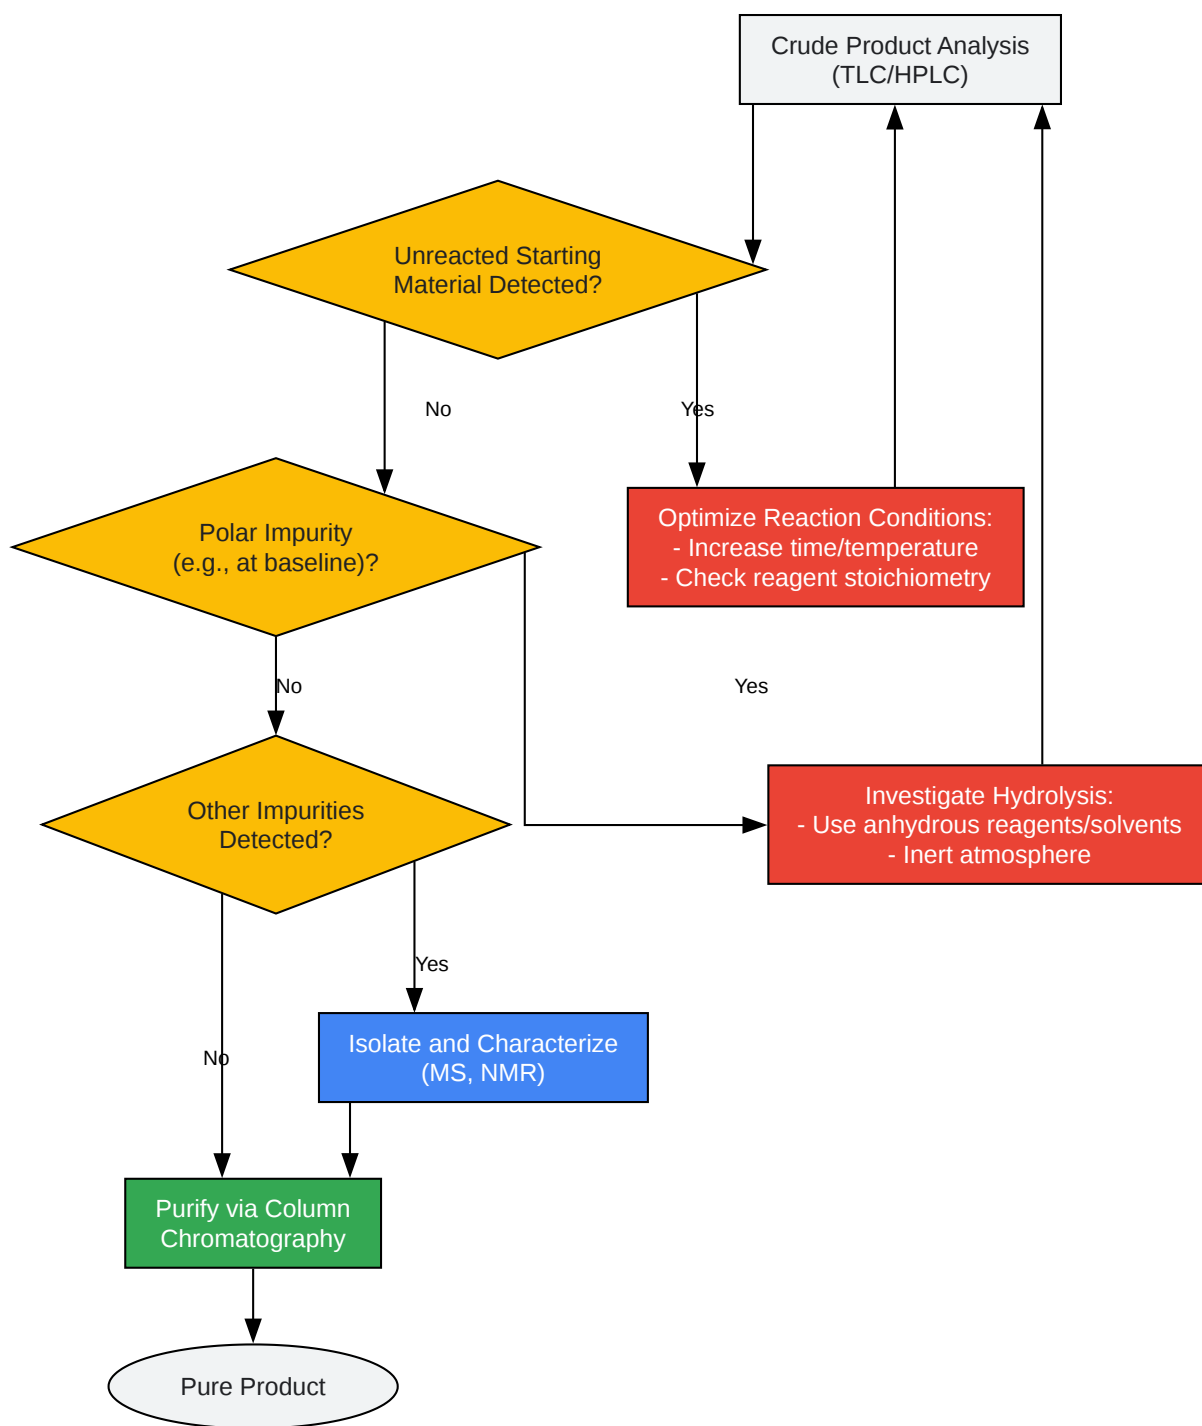 Crude Product Analysis
(TLC/HPLC)
Unreacted Starting
Material Detected?
No
Yes
Polar Impurity
(e.g., at baseline)?
Optimize Reaction Conditions:
- Increase time/temperature
- Check reagent stoichiometry
No
Yes
Other Impurities
Detected?
Investigate Hydrolysis:
- Use anhydrous reagents/solvents
- Inert atmosphere
Yes
No
Isolate and Characterize
(MS, NMR)
Purify via Column
Chromatography
Pure Product